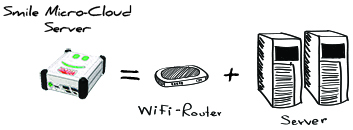 Smile Micro-Cloud
Server
=
+
WiFi-Router
Server